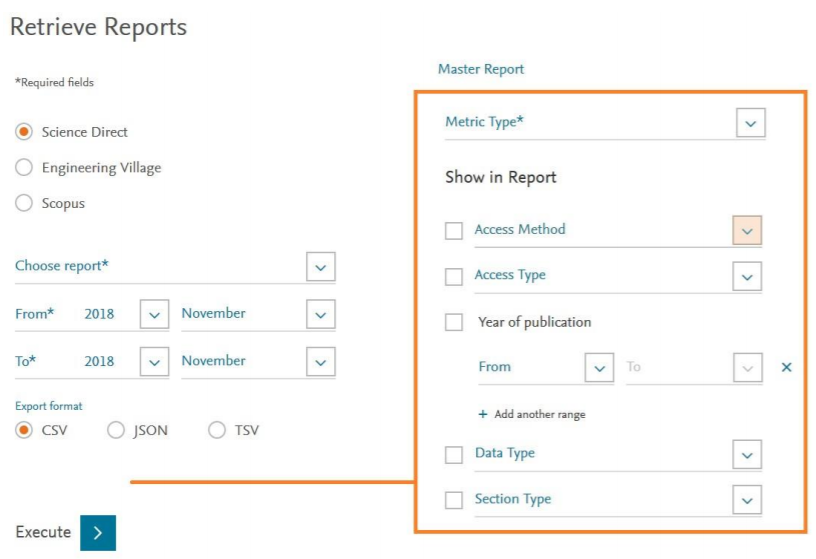 Retrieve Reports
*Required fields
Science Direct
Engineering Village
Scopus
Choose report*
From* 2018 November
To* 2018 November
Export format
CSV JSON TSV
Execute
Master Report
Metric Type*
Show in Report
Access Method
Access Type
Year of publication
From To
+ Add another range
Data Type
Section Type